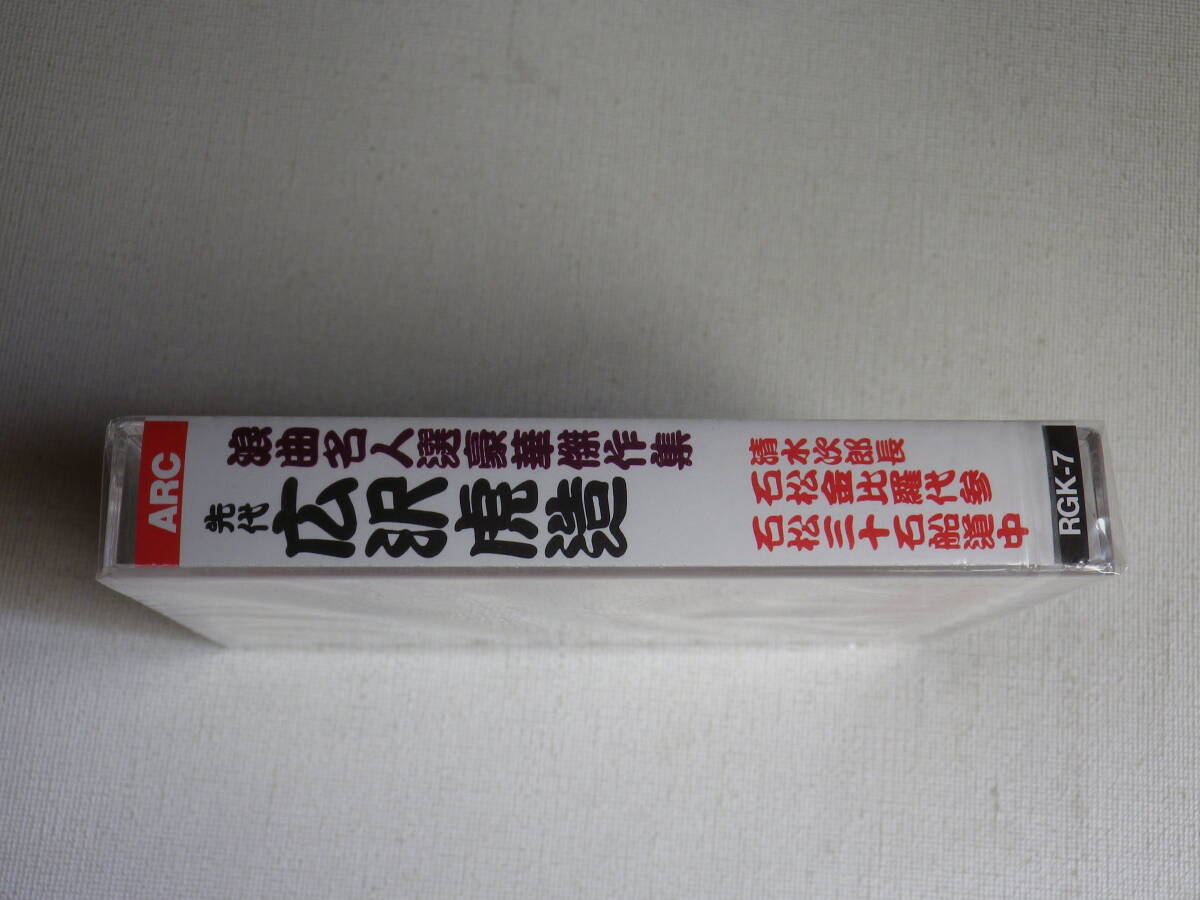 ARC
浪曲名人選豪華傑作集
先代 広沢虎造
清水次郎長
石松金比羅代参
石松三十石船道中
RGK-7